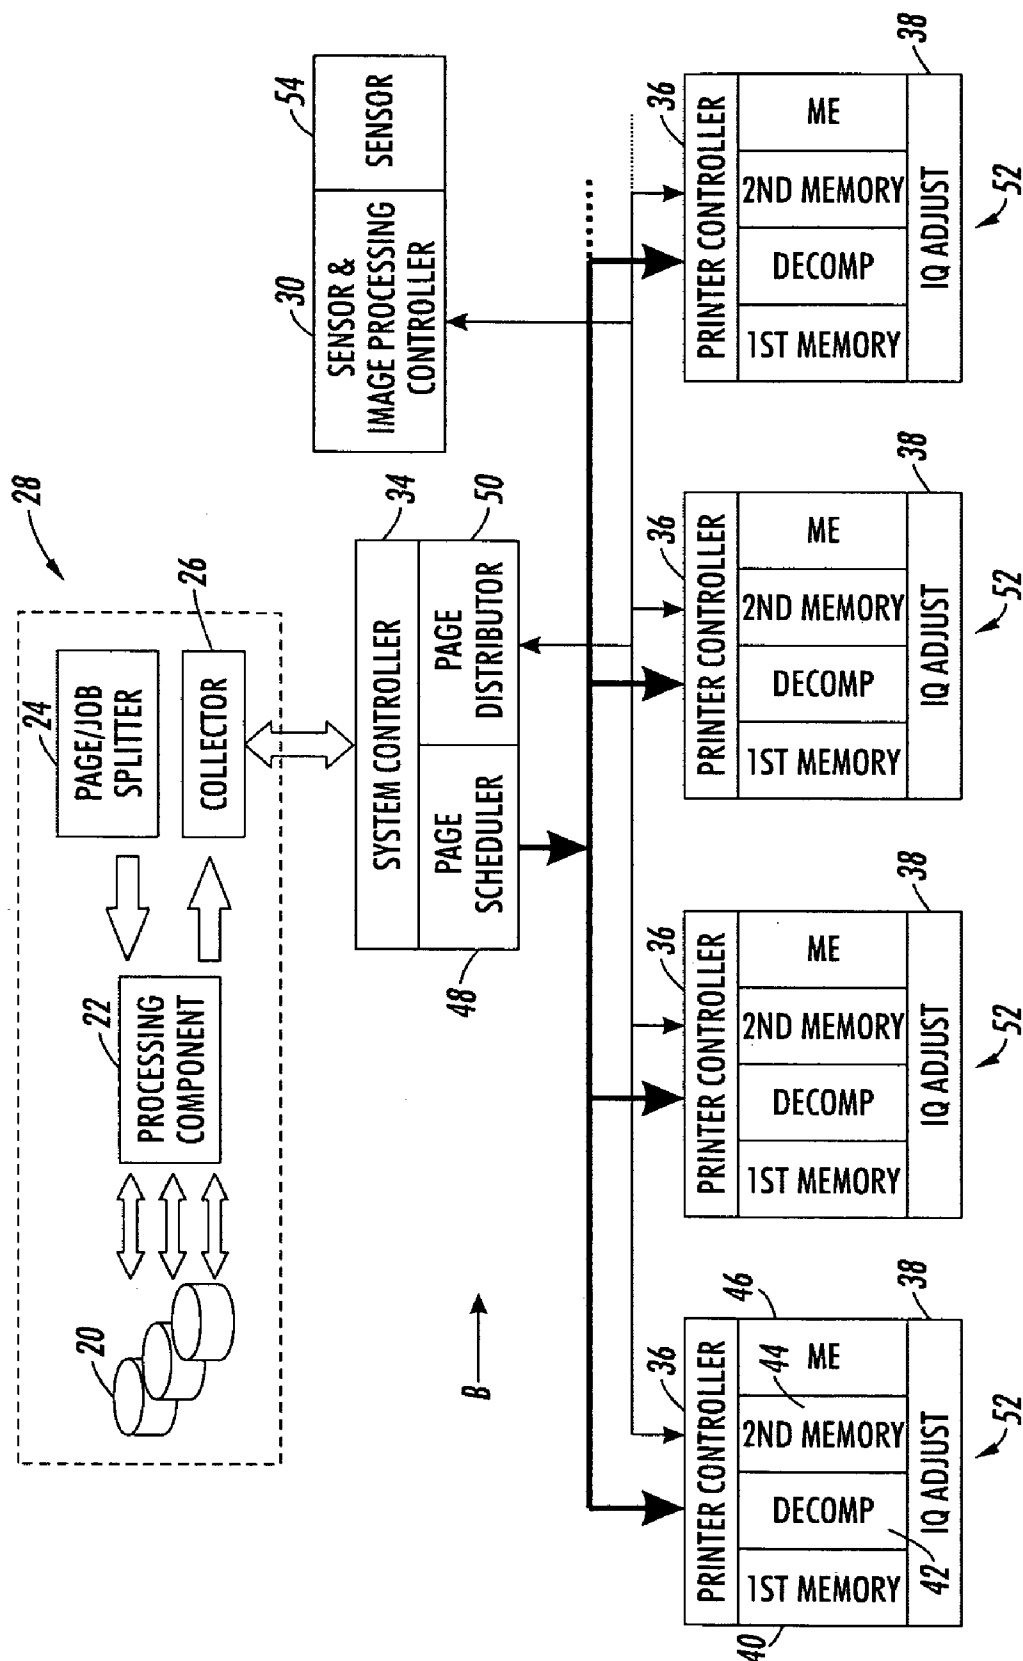 28
20
22
PROCESSING
COMPONENT
24
PAGE/JOB
SPLITTER
26
COLLECTOR
34
SYSTEM CONTROLLER
48
PAGE
SCHEDULER
50
PAGE
DISTRIBUTOR
30
SENSOR &
IMAGE PROCESSING
CONTROLLER
54
SENSOR
B
36
PRINTER CONTROLLER
40
1ST MEMORY
DECOMP
42
2ND MEMORY
44
ME
46
IQ ADJUST
38
52
36
PRINTER CONTROLLER
1ST MEMORY
DECOMP
2ND MEMORY
ME
IQ ADJUST
38
52
36
PRINTER CONTROLLER
1ST MEMORY
DECOMP
2ND MEMORY
ME
IQ ADJUST
38
52
36
PRINTER CONTROLLER
1ST MEMORY
DECOMP
2ND MEMORY
ME
IQ ADJUST
38
52